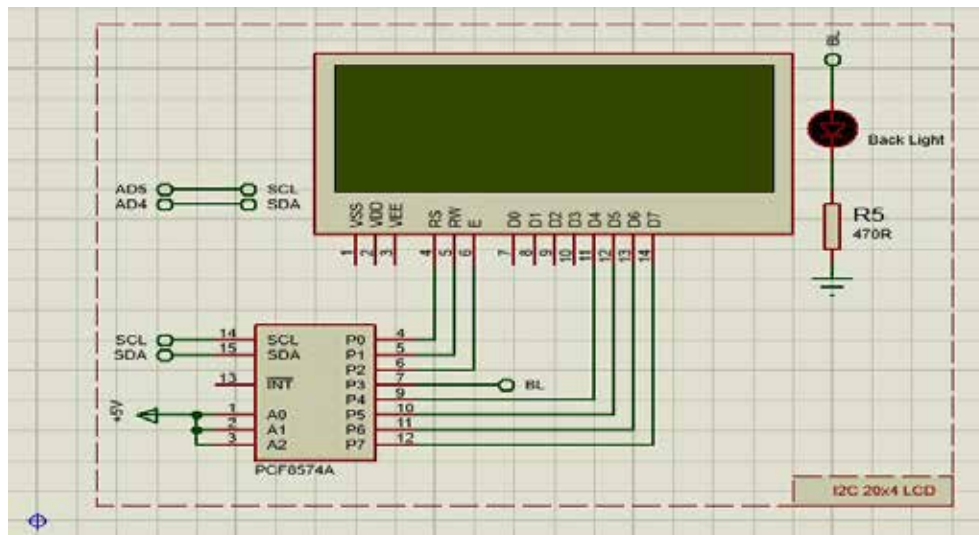 BL
Back Light
R5
470R
AD5 SCL
AD4 SDA
VSS VDD VEE RS RW E D0 D1 D2 D3 D4 D5 D6 D7
1 2 3 4 5 6 7 8 9 10 11 12 13 14
SCL 14 SCL P0 4
SDA 15 SDA P1 5
P2 6
13 INT P3 7 BL
P4 9
+5V 1 A0 P5 10
2 A1 P6 11
3 A2 P7 12
PCF8574A
I2C 20x4 LCD